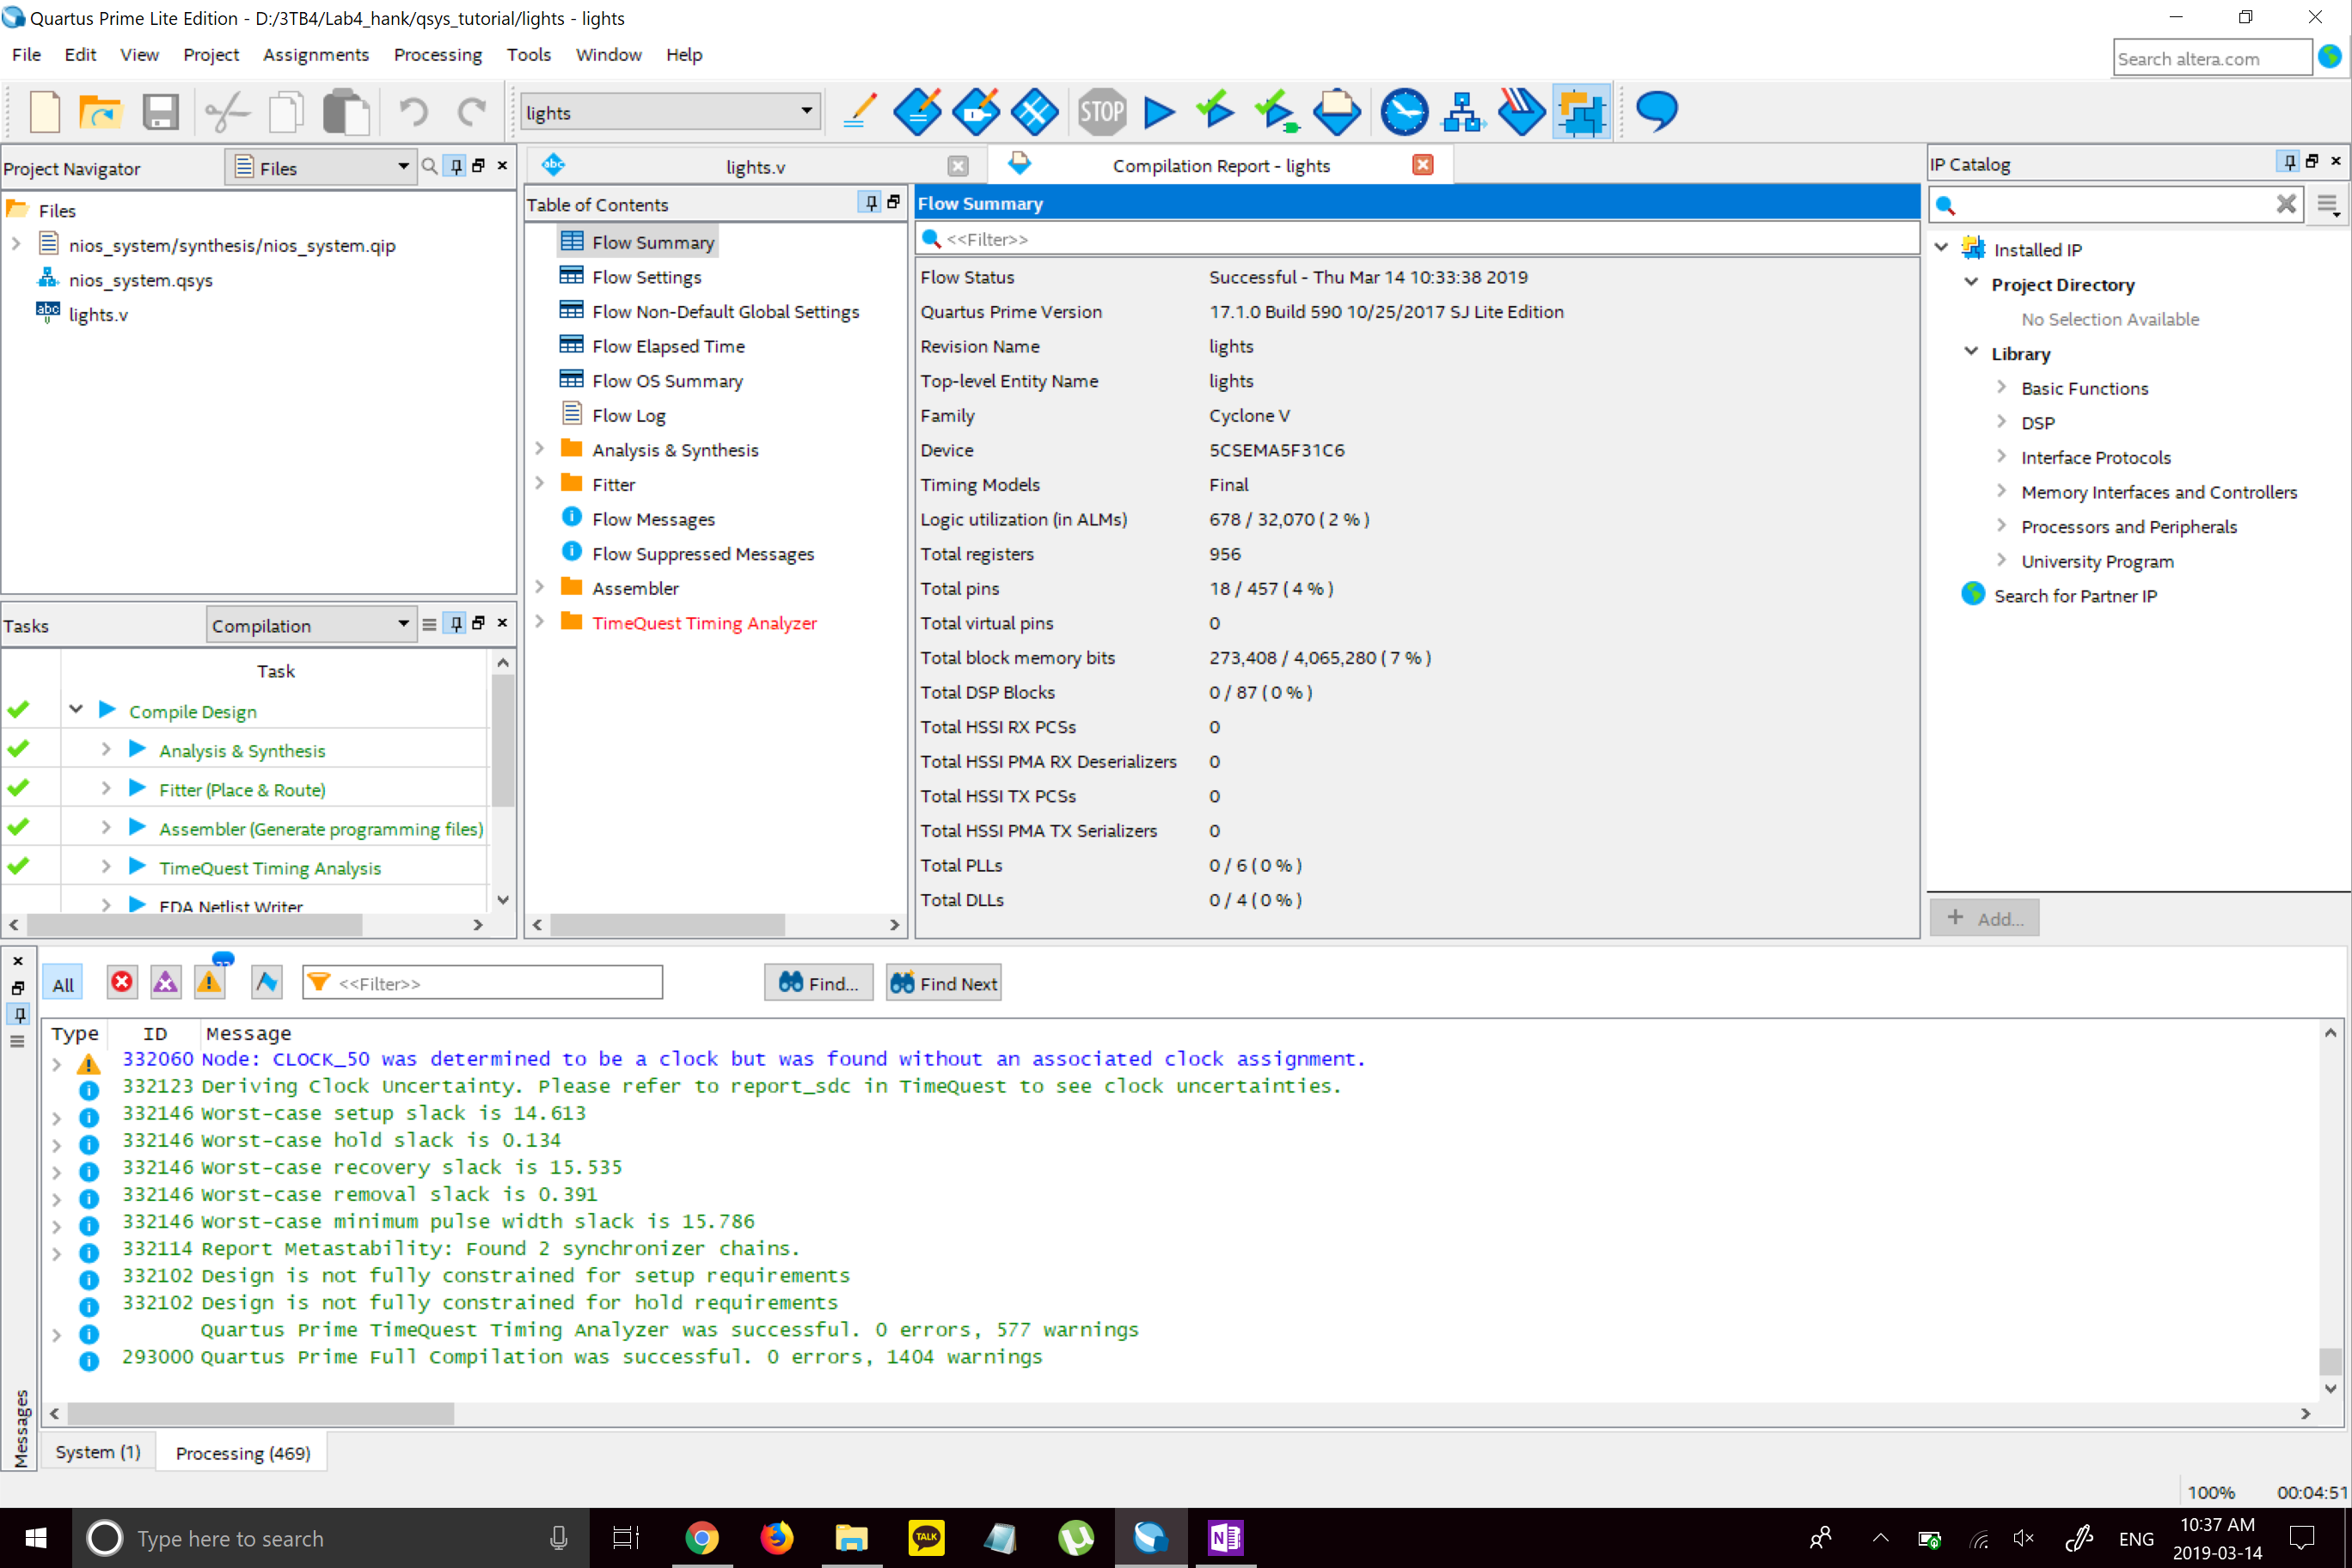 Quartus Prime Lite Edition - D:/3TB4/Lab4_hank/qsys_tutorial/lights - lights
File Edit View Project Assignments Processing Tools Window Help
Search altera.com
STOP
lights
Project Navigator
Files
Files
nios_system/synthesis/nios_system.qip
nios_system.qsys
abc lights.v
Tasks
Compilation
Task
Compile Design
Analysis & Synthesis
Fitter (Place & Route)
Assembler (Generate programming files)
TimeQuest Timing Analysis
EDA Netlist Writer
abc lights.v
Compilation Report - lights
Table of Contents
Flow Summary
Flow Settings
Flow Non-Default Global Settings
Flow Elapsed Time
Flow OS Summary
Flow Log
Analysis & Synthesis
Fitter
Flow Messages
Flow Suppressed Messages
Assembler
TimeQuest Timing Analyzer
Flow Summary
<<Filter>>
Flow Status Successful - Thu Mar 14 10:33:38 2019
Quartus Prime Version 17.1.0 Build 590 10/25/2017 SJ Lite Edition
Revision Name lights
Top-level Entity Name lights
Family Cyclone V
Device 5CSEMA5F31C6
Timing Models Final
Logic utilization (in ALMs) 678 / 32,070 ( 2 % )
Total registers 956
Total pins 18 / 457 ( 4 % )
Total virtual pins 0
Total block memory bits 273,408 / 4,065,280 ( 7 % )
Total DSP Blocks 0 / 87 ( 0 % )
Total HSSI RX PCSs 0
Total HSSI PMA RX Deserializers 0
Total HSSI TX PCSs 0
Total HSSI PMA TX Serializers 0
Total PLLs 0 / 6 ( 0 % )
Total DLLs 0 / 4 ( 0 % )
IP Catalog
Installed IP
Project Directory
No Selection Available
Library
Basic Functions
DSP
Interface Protocols
Memory Interfaces and Controllers
Processors and Peripherals
University Program
Search for Partner IP
+ Add...
All
<<Filter>>
Find...
Find Next
Type ID Message
332060 Node: CLOCK_50 was determined to be a clock but was found without an associated clock assignment.
332123 Deriving Clock Uncertainty. Please refer to report_sdc in TimeQuest to see clock uncertainties.
332146 Worst-case setup slack is 14.613
332146 Worst-case hold slack is 0.134
332146 Worst-case recovery slack is 15.535
332146 Worst-case removal slack is 0.391
332146 Worst-case minimum pulse width slack is 15.786
332114 Report Metastability: Found 2 synchronizer chains.
332102 Design is not fully constrained for setup requirements
332102 Design is not fully constrained for hold requirements
Quartus Prime TimeQuest Timing Analyzer was successful. 0 errors, 577 warnings
293000 Quartus Prime Full Compilation was successful. 0 errors, 1404 warnings
Messages
System (1)
Processing (469)
100% 00:04:51
Type here to search
TALK
N
ENG
10:37 AM
2019-03-14